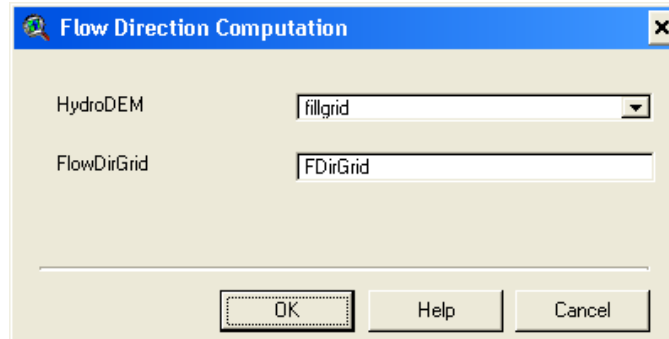 Flow Direction Computation
HydroDEM fillgrid
FlowDirGrid FDirGrid
OK Help Cancel